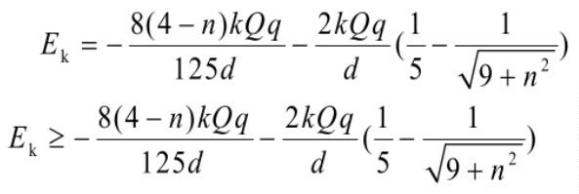 E_k = -\frac{8(4-n)kQq}{125d} - \frac{2kQq}{d}(\frac{1}{5} - \frac{1}{\sqrt{9+n^2}})
E_k \geq -\frac{8(4-n)kQq}{125d} - \frac{2kQq}{d}(\frac{1}{5} - \frac{1}{\sqrt{9+n^2}})